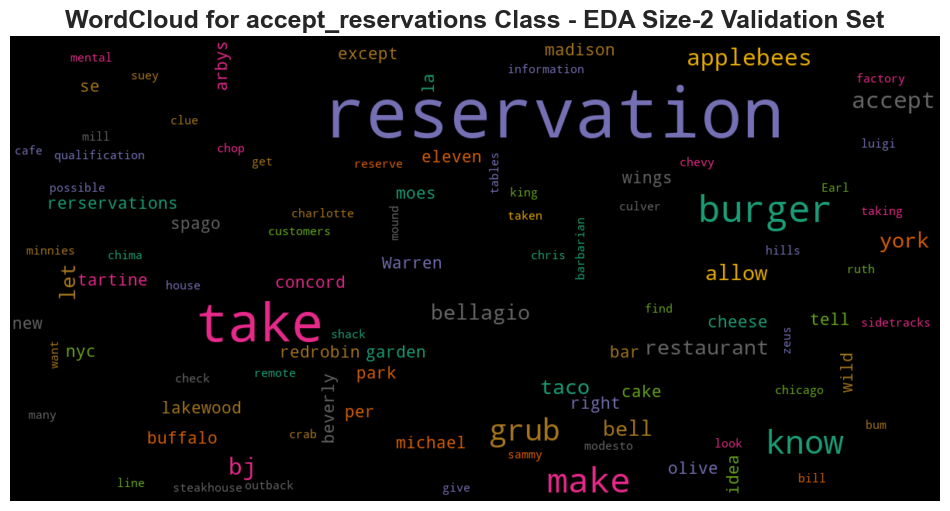 WordCloud for accept_reservations Class - EDA Size-2 Validation Set
mental
suey
se
arbys
except
la
madison
information
applebees
factory
accept
reservation
clue
mill
cafe
qualification
chop
get
reserve
eleven
tables
chevy
luigi
possible
rerservations
spago
charlotte
customers
moes
mound
king
taken
wings
culver
burger
Earl
taking
york
minnies
chima
let
tartine
house
concord
Warren
chris
barbarian
allow
hills
ruth
new
take
shack
bellagio
find
cheese
zeus
tell
sidetracks
want
nyc
redrobin
garden
bar
restaurant
wild
check
remote
park
taco
right
cake
chicago
many
lakewood
beverly
per
buffalo
crab
michael
grub
sammy
bell
modesto
look
know
bum
bj
line
steakhouse
outback
give
make
olive
idea
bill